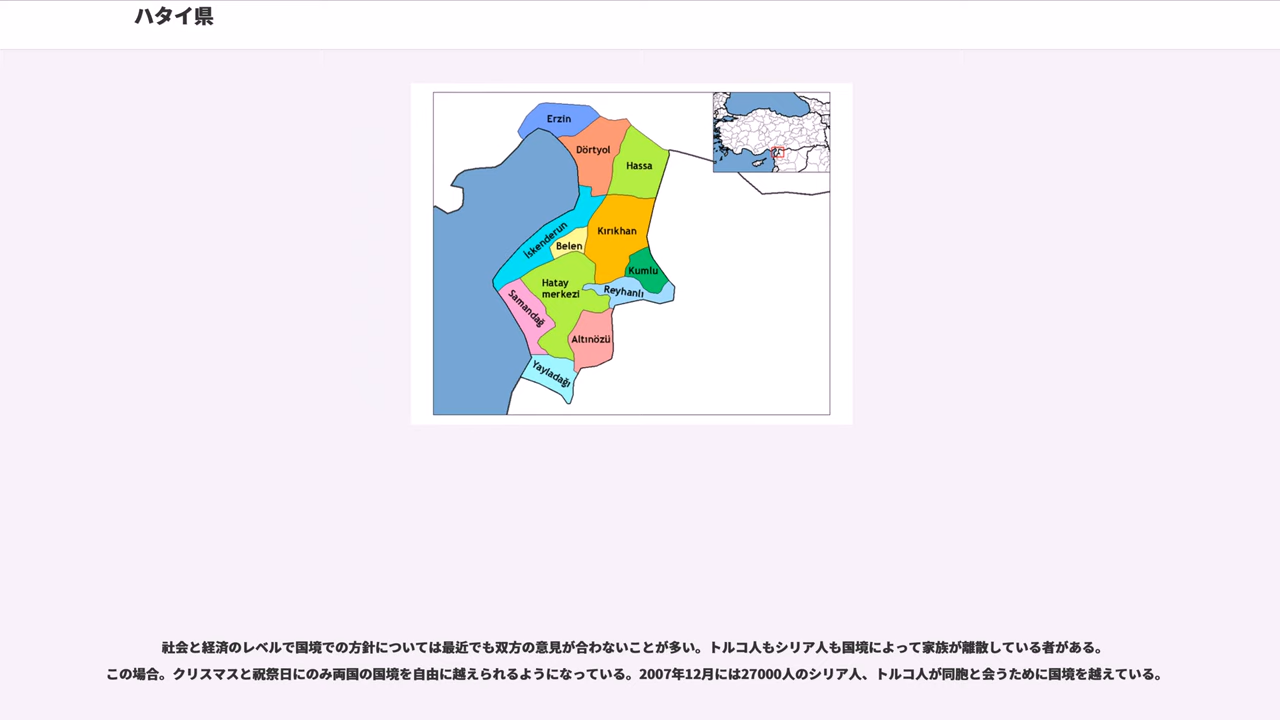 ハタイ県
Erzin
Dörtyol
Hassa
İskenderun
Kırıkhan
Belen
Kumlu
Hatay
merkezi
Reyhanlı
Samandağ
Altınözü
Yayladağı
社会と経済のレベルで国境での方針については最近でも双方の意見が合わないことが多い。トルコ人もシリア人も国境によって家族が離散している者がある。
この場合。クリスマスと祝祭日にのみ両国の国境を自由に越えられるようになっている。2007年12月には27000人のシリア人、トルコ人が同胞と会うために国境を越えている。